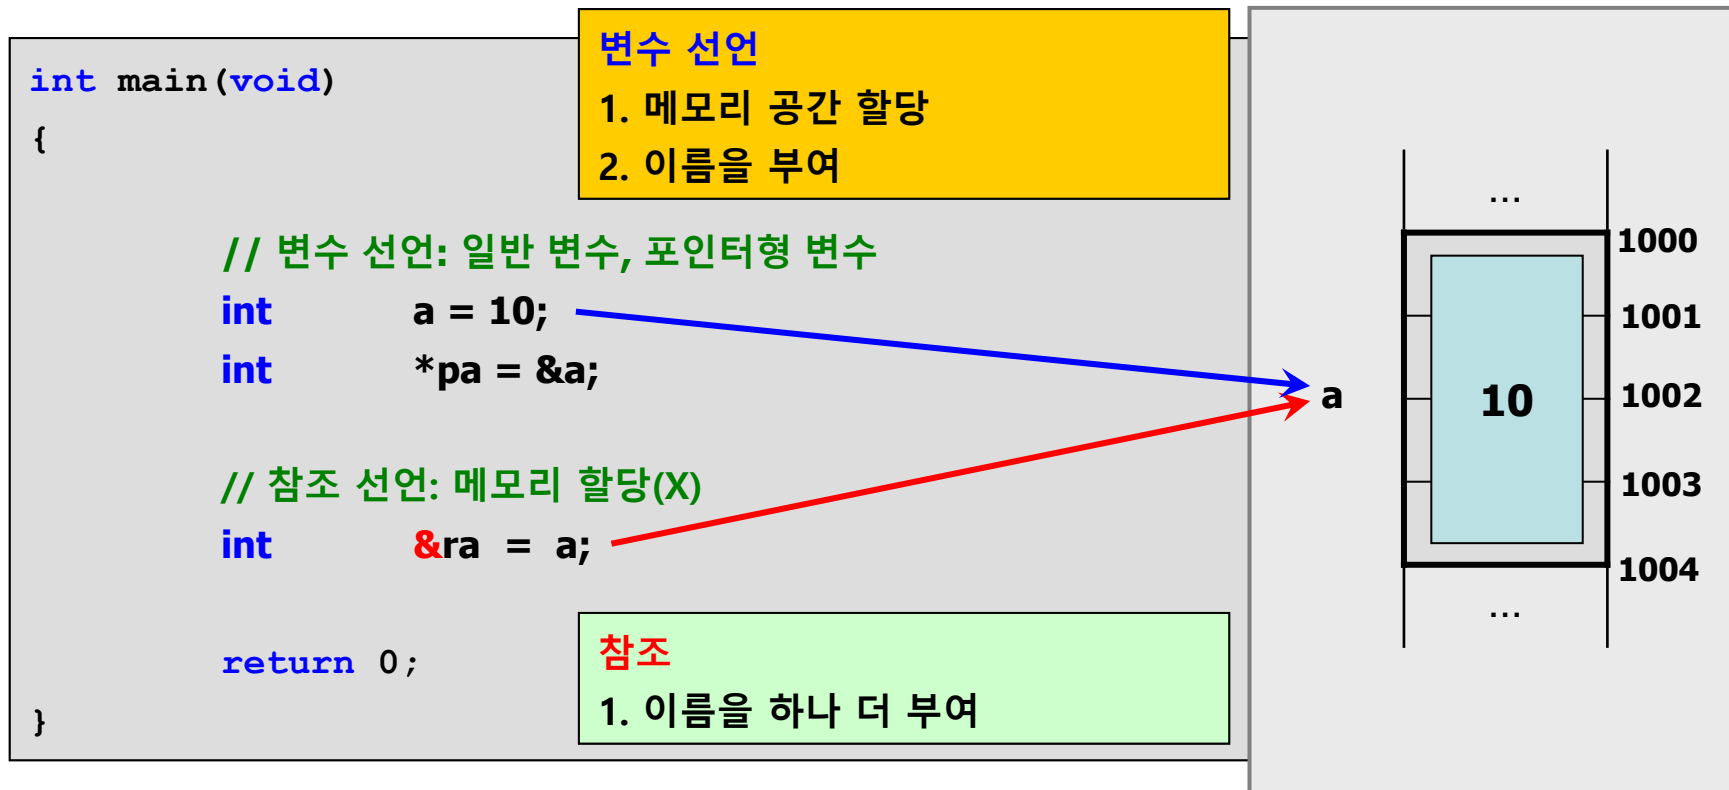 변수 선언
1. 메모리 공간 할당
2. 이름을 부여
int main(void)
{
// 변수 선언: 일반 변수, 포인터형 변수
int a = 10;
int *pa = &a;
// 참조 선언: 메모리 할당(X)
int &ra = a;
return 0;
}
참조
1. 이름을 하나 더 부여
...
1000
1001
a 10 1002
1003
1004
...